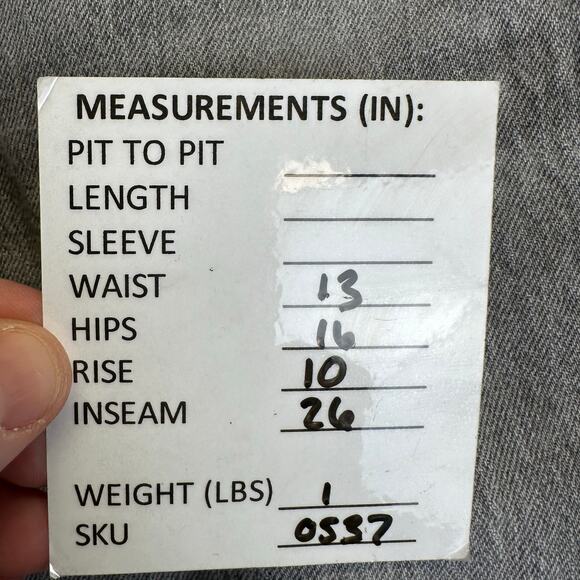 MEASUREMENTS (IN):
PIT TO PIT
LENGTH
SLEEVE
WAIST 13
HIPS 16
RISE 10
INSEAM 26
WEIGHT (LBS) 1
SKU 0537